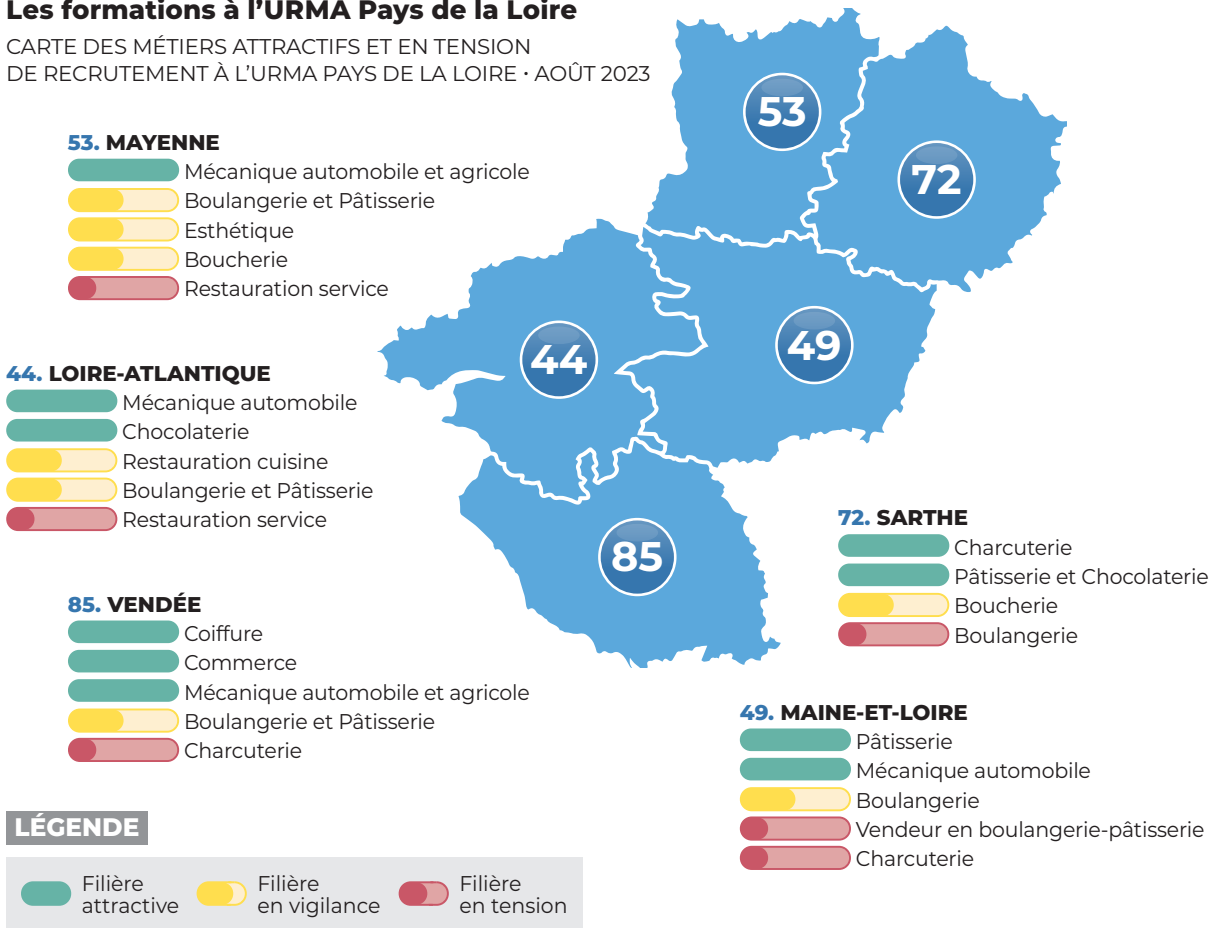 Les formations à l'URMA Pays de la Loire
CARTE DES MÉTIERS ATTRACTIFS ET EN TENSION
DE RECRUTEMENT À L'URMA PAYS DE LA LOIRE • AOÛT 2023
53
72
44
49
85
53. MAYENNE
Mécanique automobile et agricole
Boulangerie et Pâtisserie
Esthétique
Boucherie
Restauration service
44. LOIRE-ATLANTIQUE
Mécanique automobile
Chocolaterie
Restauration cuisine
Boulangerie et Pâtisserie
Restauration service
85. VENDÉE
Coiffure
Commerce
Mécanique automobile et agricole
Boulangerie et Pâtisserie
Charcuterie
72. SARTHE
Charcuterie
Pâtisserie et Chocolaterie
Boucherie
Boulangerie
49. MAINE-ET-LOIRE
Pâtisserie
Mécanique automobile
Boulangerie
Vendeur en boulangerie-pâtisserie
Charcuterie
LÉGENDE
Filière
attractive
Filière
en vigilance
Filière
en tension